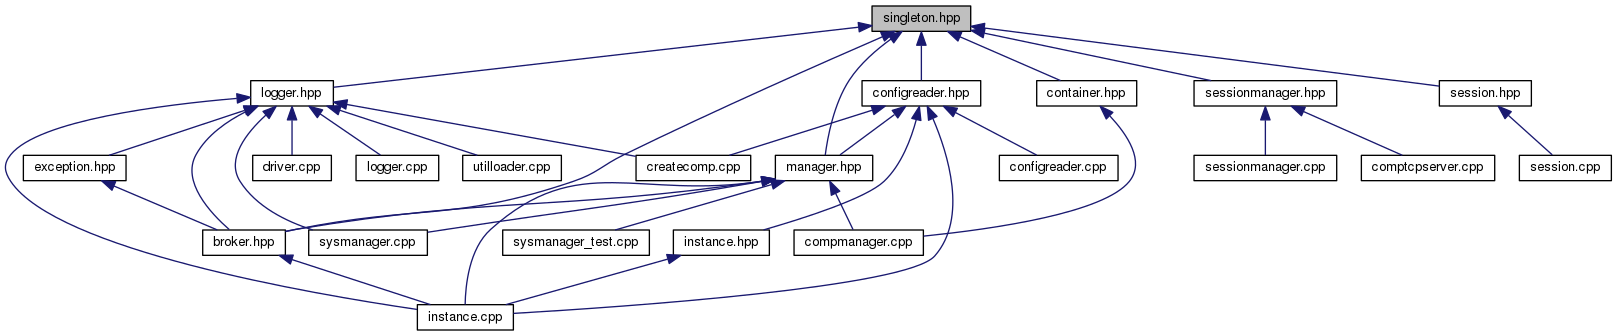 singleton.hpp
logger.hpp
configreader.hpp
container.hpp
sessionmanager.hpp
session.hpp
exception.hpp
driver.cpp
logger.cpp
utilloader.cpp
createcomp.cpp
manager.hpp
configreader.cpp
sessionmanager.cpp
comptcpserver.cpp
session.cpp
broker.hpp
sysmanager.cpp
sysmanager_test.cpp
instance.hpp
compmanager.cpp
instance.cpp